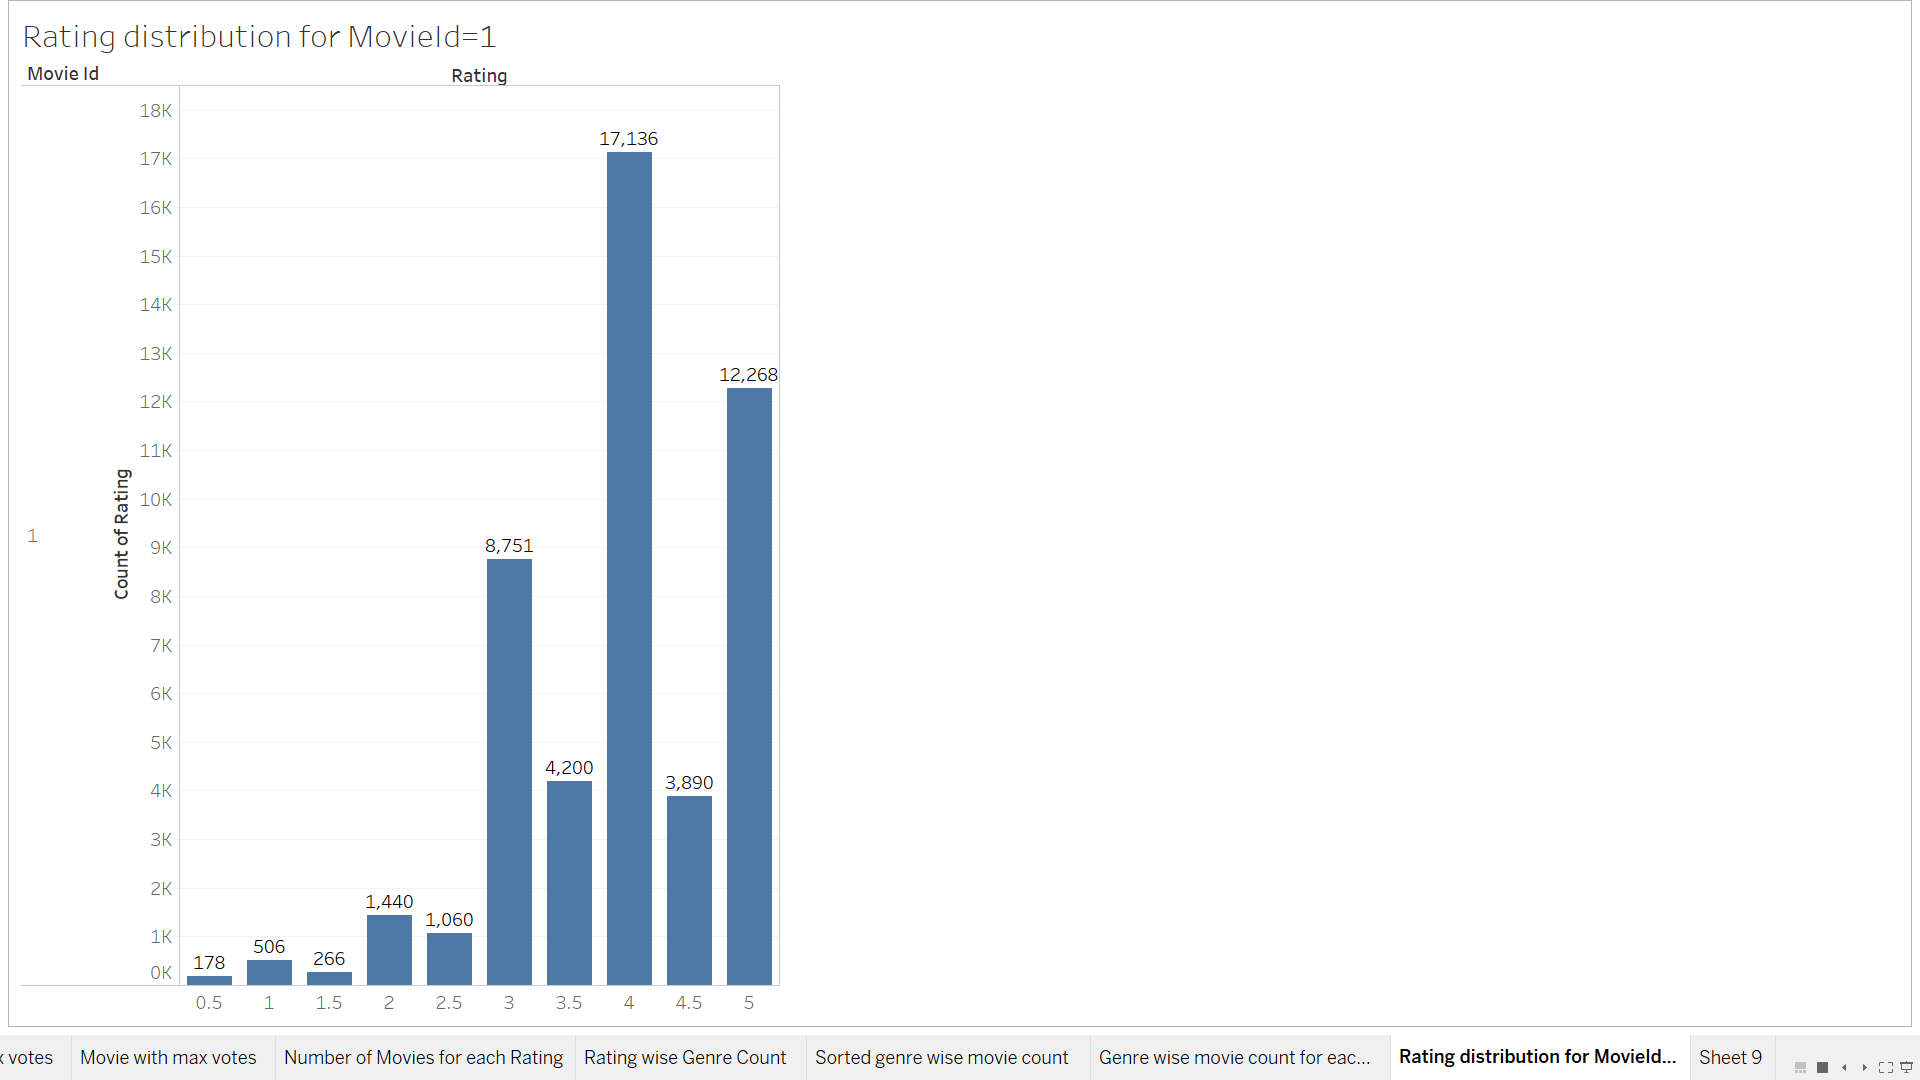 Rating distribution for MovieId=1
Movie Id
Rating
18K
17K
16K
15K
14K
13K
12K
11K
10K
9K
8K
7K
6K
5K
4K
3K
2K
1K
0K
Count of Rating
1
17,136
12,268
8,751
4,200
3,890
1,440
1,060
506
266
178
0.5 1 1.5 2 2.5 3 3.5 4 4.5 5
votes Movie with max votes Number of Movies for each Rating Rating wise Genre Count Sorted genre wise movie count Genre wise movie count for eac... Rating distribution for MovieId... Sheet 9